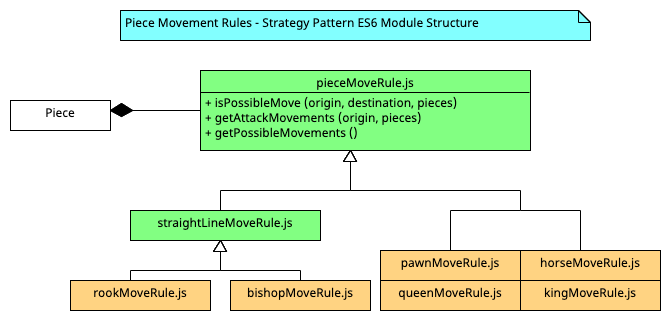 Piece Movement Rules - Strategy Pattern ES6 Module Structure
pieceMoveRule.js
Piece
+ isPossibleMove (origin, destination, pieces)
+ getAttackMovements (origin, pieces)
+ getPossibleMovements ()
straightLineMoveRule.js
pawnMoveRule.js
horseMoveRule.js
rookMoveRule.js
bishopMoveRule.js
queenMoveRule.js
kingMoveRule.js